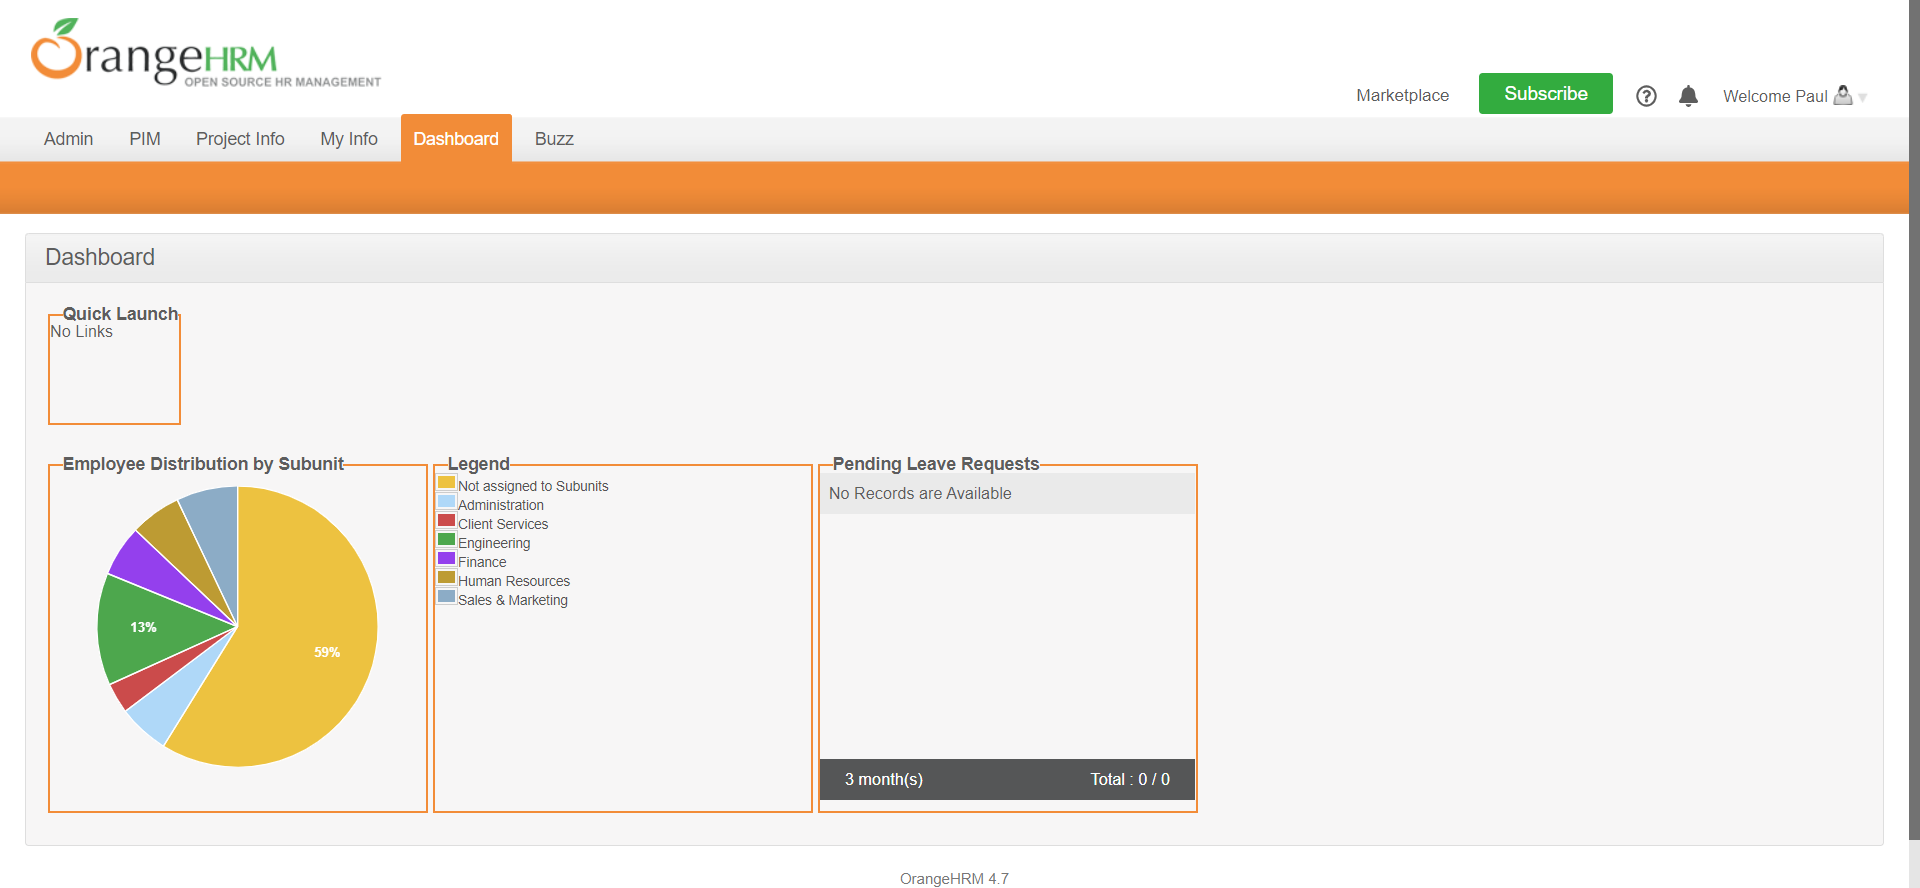 OrangeHRM
OPEN SOURCE HR MANAGEMENT
Marketplace
Subscribe
Welcome Paul
Admin
PIM
Project Info
My Info
Dashboard
Buzz
Dashboard
Quick Launch
No Links
Employee Distribution by Subunit
13%
59%
Legend
Not assigned to Subunits
Administration
Client Services
Engineering
Finance
Human Resources
Sales & Marketing
Pending Leave Requests
No Records are Available
3 month(s)
Total : 0 / 0
OrangeHRM 4.7